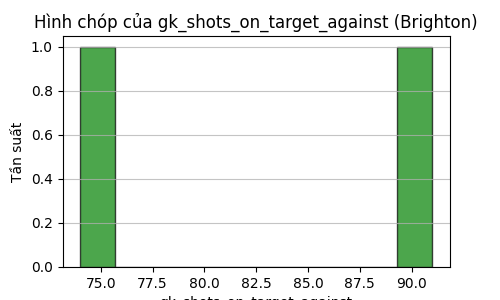 Hình chóp của gk_shots_on_target_against (Brighton)
1.0
0.8
0.6
0.4
0.2
0.0
Tần suất
75.0 77.5 80.0 82.5 85.0 87.5 90.0
gk_shots_on_target_against